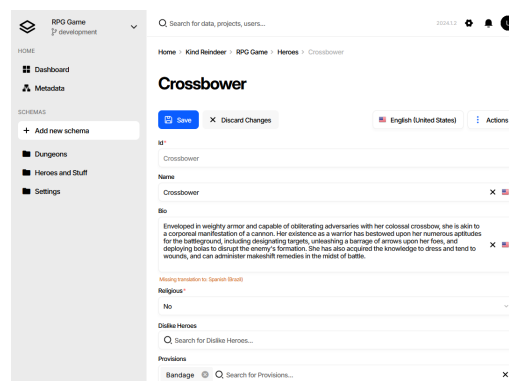 RPG Game
development
Search for data, projects, users...
2024.1.2
HOME
Home > Kind Reindeer > RPG Game > Heroes > Crossbower
Dashboard
Metadata
Crossbower
SCHEMAS
Save
Discard Changes
English (United States)
Actions
Add new schema
Id*
Dungeons
Crossbower
Heroes and Stuff
Name
Settings
Crossbower
Bio
Enveloped in weighty armor and capable of obliterating adversaries with her colossal crossbow, she is akin to
a corporeal manifestation of a cannon. Her existence as a warrior has bestowed upon her numerous aptitudes
for the battleground, including designating targets, unleashing a barrage of arrows upon her foes, and
deploying bolas to disrupt the enemy's formation. She has also acquired the knowledge to dress and tend to
wounds, and can administer makeshift remedies in the midst of battle.
Missing translation to: Spanish (Brazil)
Religious*
No
Dislike Heroes
Search for Dislike Heroes...
Provisions
Bandage
Search for Provisions...